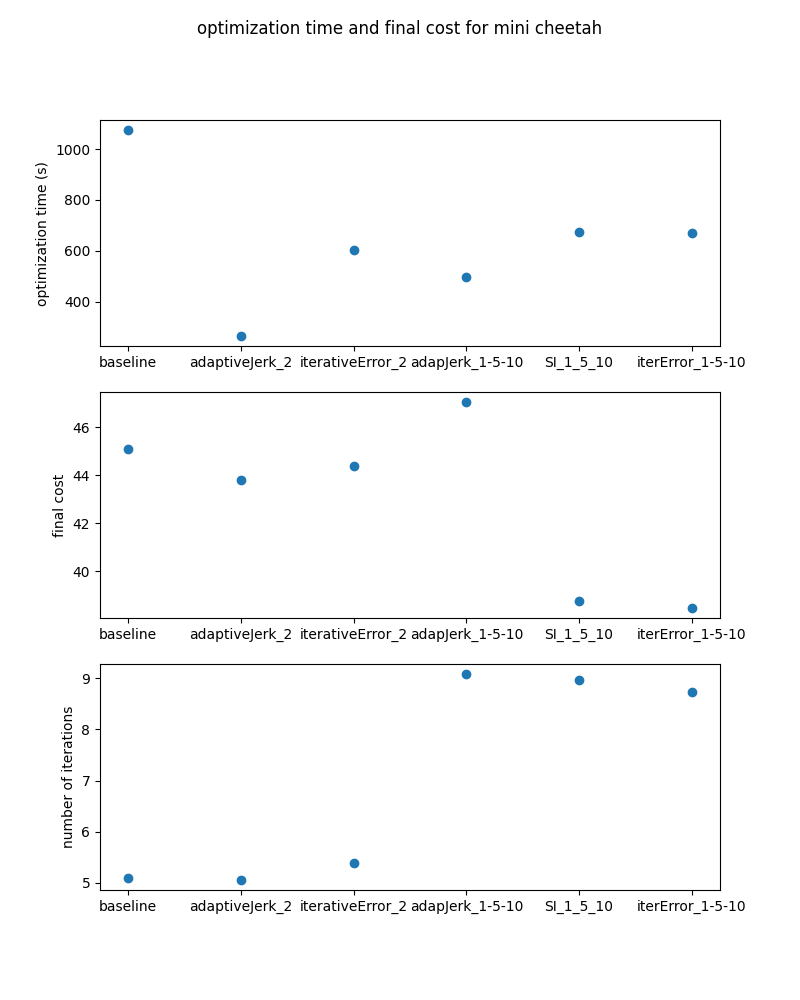 optimization time and final cost for mini cheetah
1000
800
600
400
optimization time (s)
baseline adaptiveJerk_2 iterativeError_2 adapJerk_1-5-10 SI_1_5_10 iterError_1-5-10
46
44
42
40
final cost
baseline adaptiveJerk_2 iterativeError_2 adapJerk_1-5-10 SI_1_5_10 iterError_1-5-10
9
8
7
6
5
number of iterations
baseline adaptiveJerk_2 iterativeError_2 adapJerk_1-5-10 SI_1_5_10 iterError_1-5-10